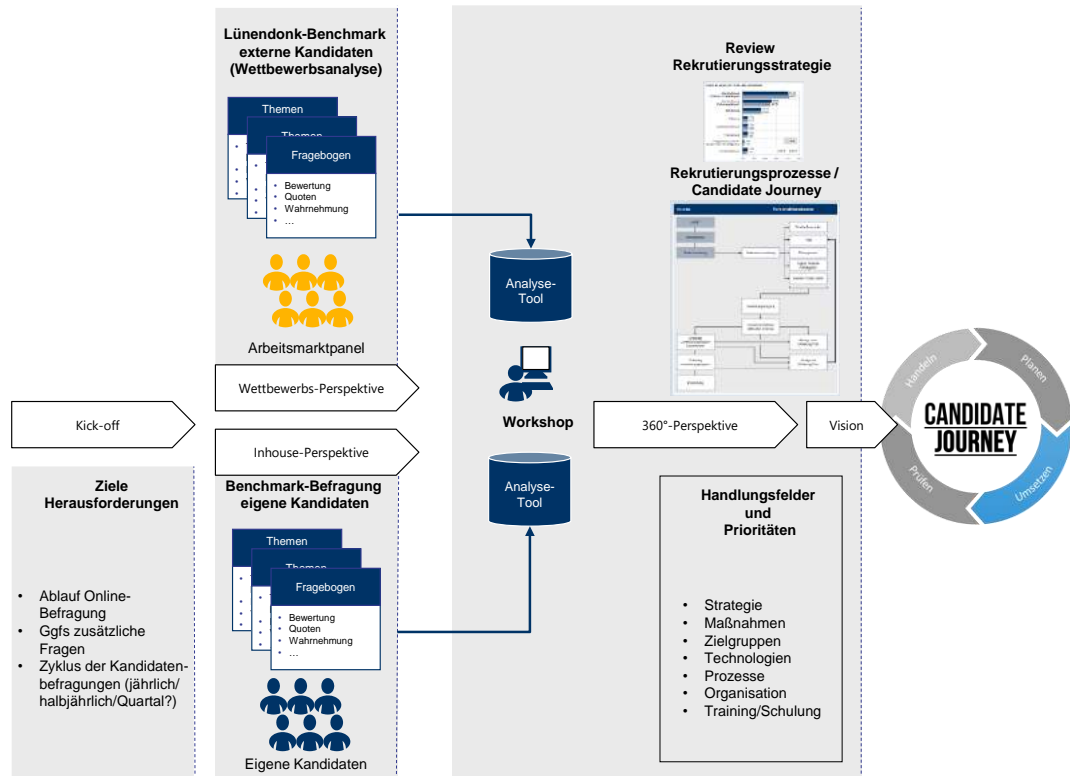 Lünendonk-Benchmark
externe Kandidaten
(Wettbewerbsanalyse)
Themen
Themen
Fragebogen
• Bewertung
• Quoten
• Wahrnehmung
• …
Arbeitsmarktpanel
Wettbewerbs-Perspektive
Kick-off
Inhouse-Perspektive
Ziele
Herausforderungen
• Ablauf Online-
Befragung
• Ggfs zusätzliche
Fragen
• Zyklus der Kandidaten-
befragungen (jährlich/
halbjährlich/Quartal?)
Benchmark-Befragung
eigene Kandidaten
Themen
Themen
Fragebogen
• Bewertung
• Quoten
• Wahrnehmung
• …
Eigene Kandidaten
Analyse-
Tool
Workshop
Analyse-
Tool
Review
Rekrutierungsstrategie
Rekrutierungsprozesse /
Candidate Journey
360°-Perspektive
Vision
Handlungsfelder
und
Prioritäten
• Strategie
• Maßnahmen
• Zielgruppen
• Technologien
• Prozesse
• Organisation
• Training/Schulung
Handeln
Planen
CANDIDATE
JOURNEY
Prüfen
Umsetzen